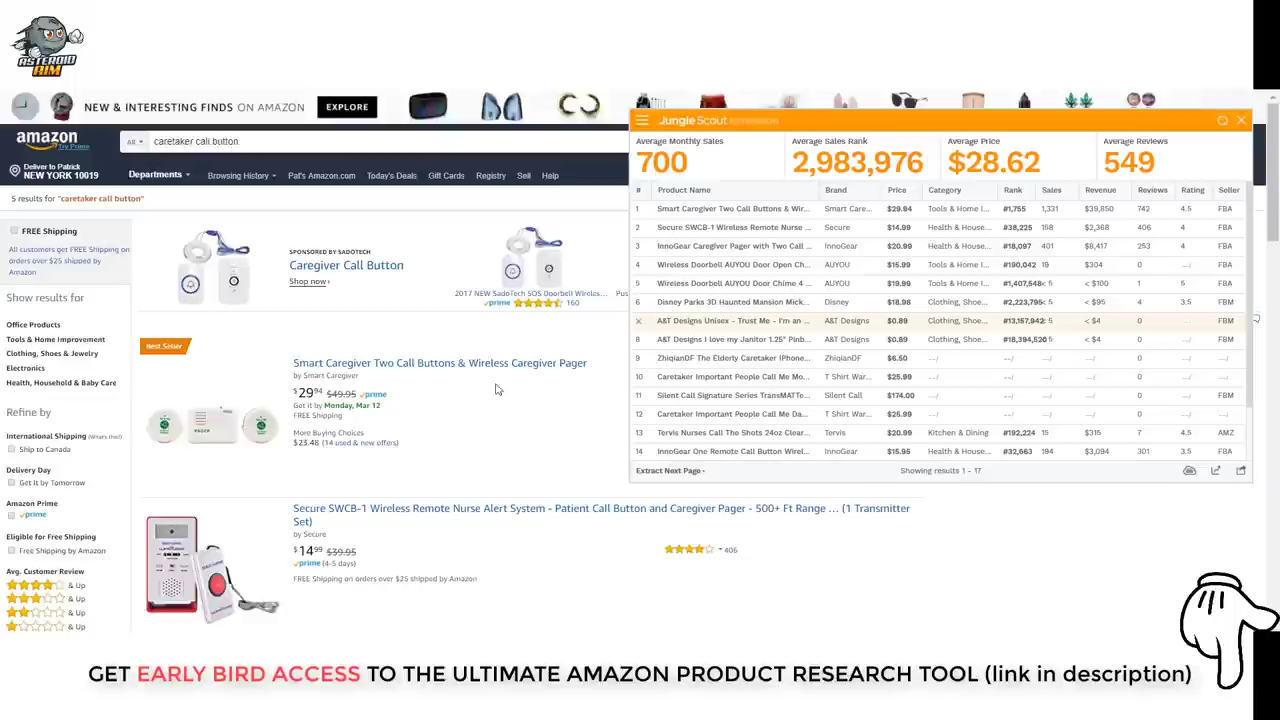 ASTEROID
AIM
NEW & INTERESTING FINDS ON AMAZON
EXPLORE
amazon
Try Prime
All
caretaker call button
Deliver to Patrick
NEW YORK 10019
Departments
Browsing History
Pat's Amazon.com
Today's Deals
Gift Cards
Registry
Sell
Help
5 results for "caretaker call button"
FREE Shipping
All customers get FREE Shipping on
orders over $25 shipped by
Amazon
Show results for
Office Products
Tools & Home Improvement
Clothing, Shoes & Jewelry
Electronics
Health, Household & Baby Care
Refine by
International Shipping (What's this?)
Ship to Canada
Delivery Day
Get It by Tomorrow
Amazon Prime
prime
Eligible for Free Shipping
Free Shipping by Amazon
Avg. Customer Review
& Up
& Up
& Up
& Up
SPONSORED BY SADOTECH
Caregiver Call Button
Shop now ›
2017 NEW SadoTech SOS Doorbell Wireles...
prime 160
Best Seller
Smart Caregiver Two Call Buttons & Wireless Caregiver Pager
by Smart Caregiver
$29 94 $49.95 prime
Get it by Monday, Mar 12
FREE Shipping
More Buying Choices
$23.48 (14 used & new offers)
Secure SWCB-1 Wireless Remote Nurse Alert System - Patient Call Button and Caregiver Pager - 500+ Ft Range ... (1 Transmitter
Set)
by Secure
$14 99 $39.95
prime (4-5 days)
FREE Shipping on orders over $25 shipped by Amazon
406
Jungle Scout EXTENSION
Average Monthly Sales
700
Average Sales Rank
2,983,976
Average Price
$28.62
Average Reviews
549
# Product Name Brand Price Category Rank Sales Revenue Reviews Rating Seller
1 Smart Caregiver Two Call Buttons & Wir... Smart Care... $29.94 Tools & Home I... #1,755 1,331 $39,850 742 4.5 FBA
2 Secure SWCB-1 Wireless Remote Nurse ... Secure $14.99 Health & House... #38,225 158 $2,368 406 4 FBA
3 InnoGear Caregiver Pager with Two Call ... InnoGear $20.99 Health & House... #18,097 401 $8,417 253 4 FBA
4 Wireless Doorbell AUYOU Door Open Ch... AUYOU $15.99 Tools & Home I... #190,042 19 $304 0 --/ FBA
5 Wireless Doorbell AUYOU Door Chime 4 ... AUYOU $19.99 Tools & Home I... #1,407,548 < 5 < $100 1 5 FBA
6 Disney Parks 3D Haunted Mansion Mick... Disney $18.98 Clothing, Shoe... #2,223,795 < 5 < $95 4 3.5 FBM
× A&T Designs Unisex - Trust Me - I'm an ... A&T Designs $0.89 Clothing, Shoe... #13,157,942 < 5 < $4 0 --/ FBM
8 A&T Designs I love my Janitor 1.25" Pinb... A&T Designs $0.89 Clothing, Shoe... #18,394,520 < 5 < $4 0 --/ FBM
9 ZhiqianDF The Elderly Caretaker IPhone... ZhiqianDF $6.50 --/ --/ --/ --/ 0 --/
10 Caretaker Important People Call Me Mo... T Shirt War... $25.99 --/ --/ --/ --/ 0 --/
11 Silent Call Signature Series TransMATTe... Silent Call $174.00 --/ --/ --/ --/ 0 --/ FBM
12 Caretaker Important People Call Me Da... T Shirt War... $25.99 --/ --/ --/ --/ 0 --/
13 Tervis Nurses Call The Shots 24oz Clear... Tervis $20.99 Kitchen & Dining #192,224 15 $315 7 4.5 AMZ
14 InnoGear One Remote Call Button Wirel... InnoGear $15.95 Health & House... #32,663 194 $3,094 301 3.5 FBA
Extract Next Page ›
Showing results 1 - 17
GET EARLY BIRD ACCESS TO THE ULTIMATE AMAZON PRODUCT RESEARCH TOOL (link in description)